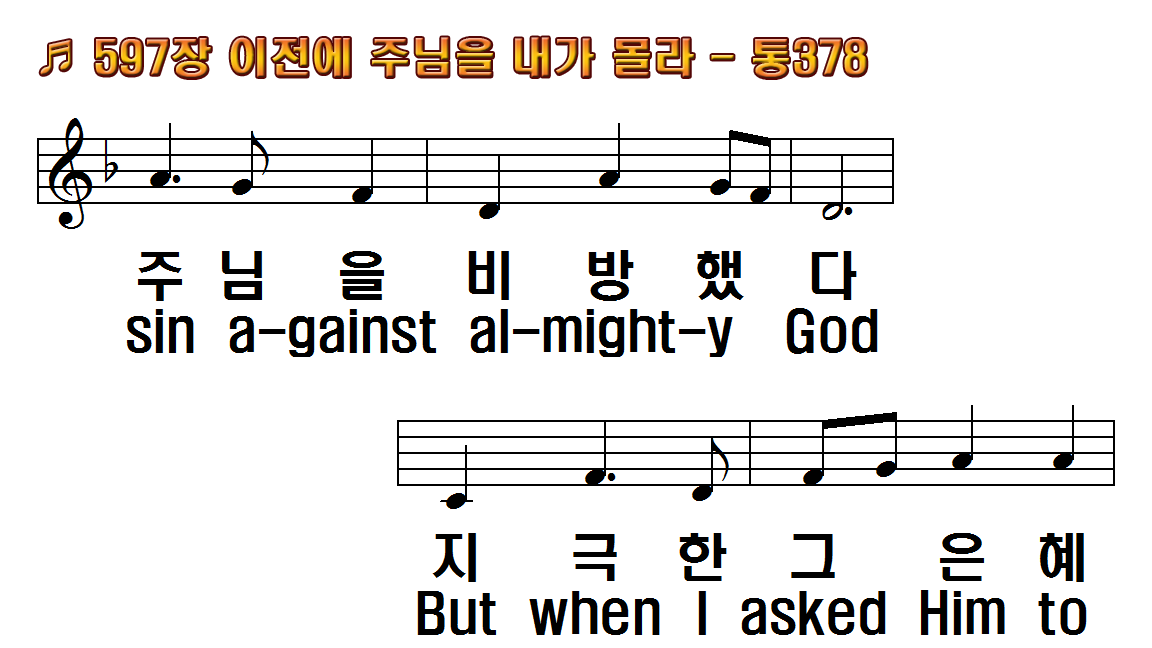 ♬ 597장 이전에 주님을 내가 몰라 - 통378
주 님 을 비 방 했 다
sin a-gainst al-might-y God
지 극 한 그 은 혜
But when I asked Him to